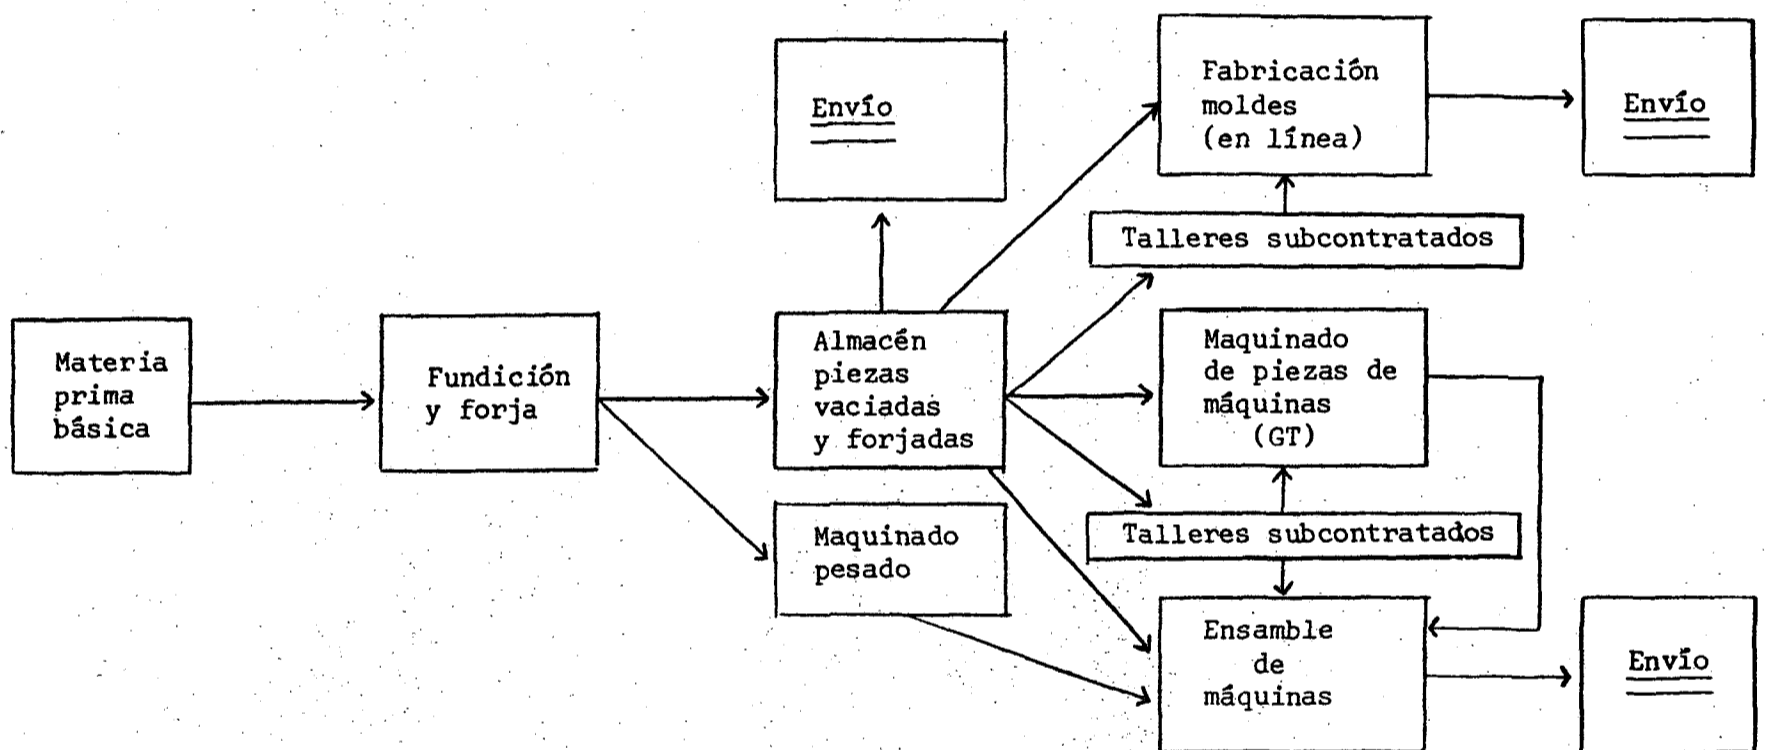 Materia
prima
básica
Fundición
y forja
Envío
Almacén
piezas
vaciadas
y forjadas
Maquinado
pesado
Fabricación
moldes
(en línea)
Envío
Talleres subcontratados
Maquinado
de piezas de
máquinas
(GT)
Talleres subcontratados
Ensamble
de
máquinas
Envío